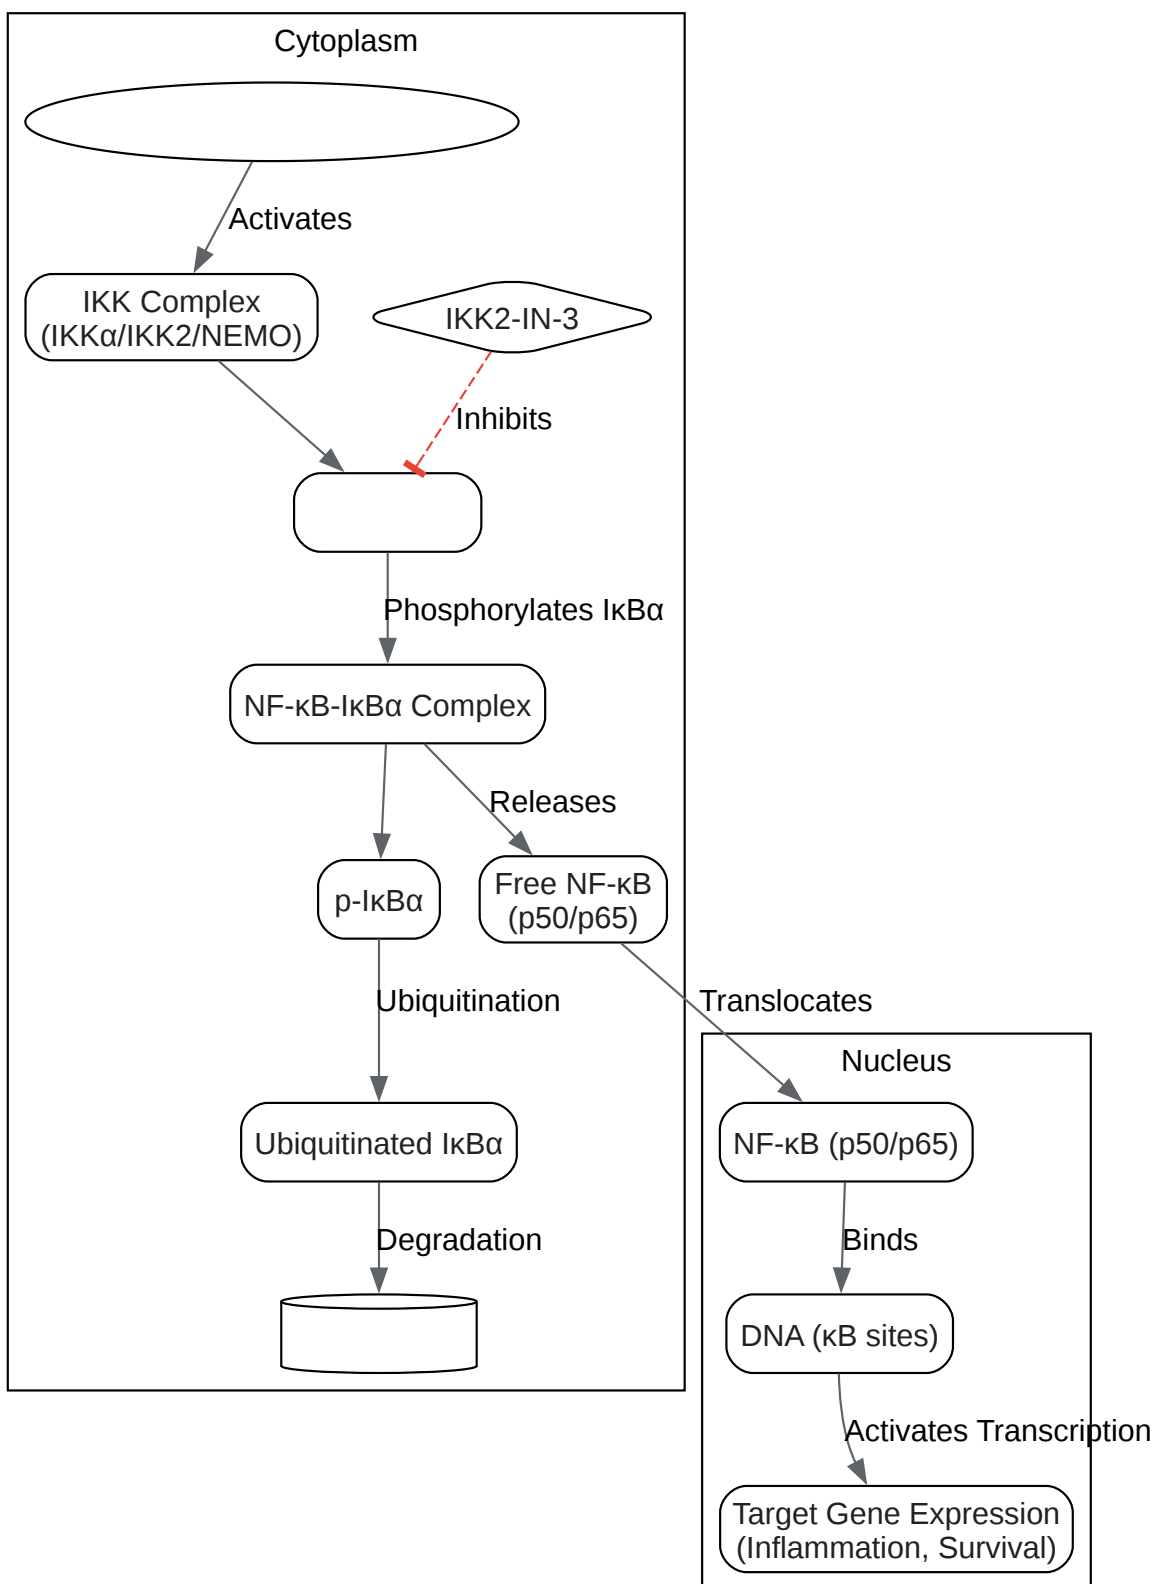 Cytoplasm
Activates
IKK Complex
(IKKα/IKK2/NEMO)
IKK2-IN-3
Inhibits
Phosphorylates IκBα
NF-κB-IκBα Complex
Releases
p-IκBα
Free NF-κB
(p50/p65)
Ubiquitination
Translocates
Nucleus
Ubiquitinated IκBα
NF-κB (p50/p65)
Degradation
Binds
DNA (κB sites)
Activates Transcription
Target Gene Expression
(Inflammation, Survival)